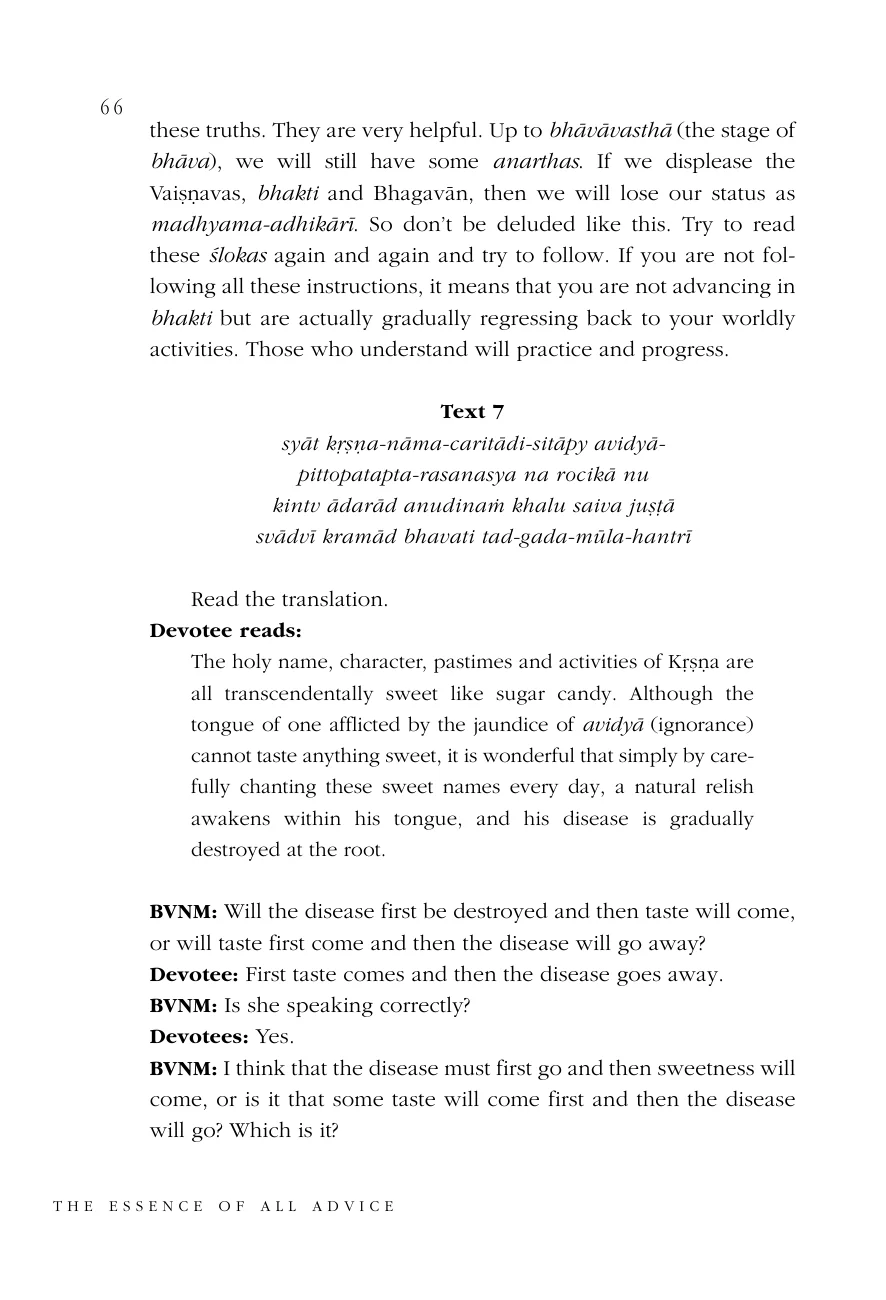 66
these truths. They are very helpful. Up to bhāvāvasthā (the stage of
bhāva), we will still have some anarthas. If we displease the
Vaiṣṇavas, bhakti and Bhagavān, then we will lose our status as
madhyama-adhikārī. So don’t be deluded like this. Try to read
these ślokas again and again and try to follow. If you are not fol-
lowing all these instructions, it means that you are not advancing in
bhakti but are actually gradually regressing back to your worldly
activities. Those who understand will practice and progress.
Text 7
syāt kṛṣṇa-nāma-caritādi-sitāpy avidyā-
pittopatapta-rasanasya na rocikā nu
kintv ādarād anudinaṁ khalu saiva juṣṭā
svādvī kramād bhavati tad-gada-mūla-hantrī
Read the translation.
Devotee reads:
The holy name, character, pastimes and activities of Kṛṣṇa are
all transcendentally sweet like sugar candy. Although the
tongue of one afflicted by the jaundice of avidyā (ignorance)
cannot taste anything sweet, it is wonderful that simply by care-
fully chanting these sweet names every day, a natural relish
awakens within his tongue, and his disease is gradually
destroyed at the root.
BVNM: Will the disease first be destroyed and then taste will come,
or will taste first come and then the disease will go away?
Devotee: First taste comes and then the disease goes away.
BVNM: Is she speaking correctly?
Devotees: Yes.
BVNM: I think that the disease must first go and then sweetness will
come, or is it that some taste will come first and then the disease
will go? Which is it?
THE ESSENCE OF ALL ADVICE